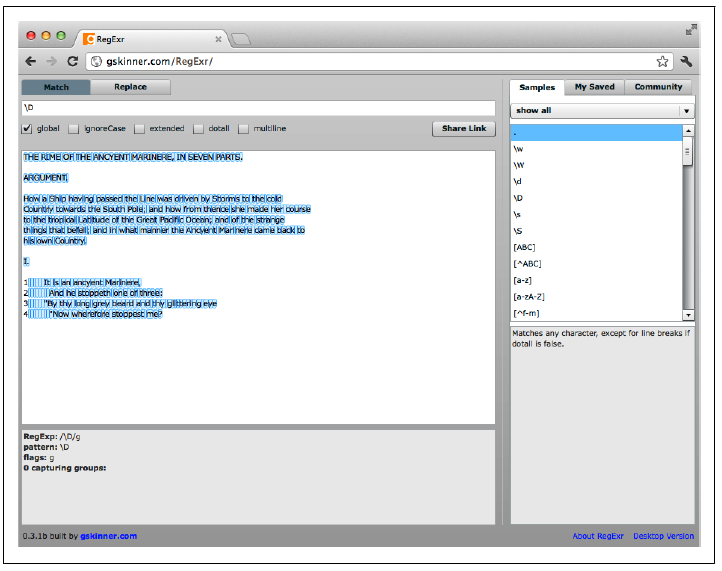 RegExr
gskinner.com/RegExr/
Match Replace
\D
global IgnoreCase extended dotall multiline Share Link
THE RIME OF THE ANCYENT MARINERE, IN SEVEN PARTS.
ARGUMENT.
How a Ship having passed the Line was driven by Storms to the cold
Country towards the South Pole; and how from thence she made her course
to the tropical Latitude of the Great Pacific Ocean; and of the strange
things that befell; and in what manner the Ancyent Marinere came back to
his own Country.
I.
1 It is an ancyent Marinere,
2 And he stoppeth one of three:
3 "By thy long grey beard and thy glittering eye
4 "Now wherefore stoppest me?
RegExp: /\D/g
pattern: \D
flags: g
0 capturing groups:
Samples My Saved Community
show all
.
\w
\W
\d
\D
\s
\S
[ABC]
[^ABC]
[a-z]
[a-zA-Z]
[^f-m]
Matches any character, except for line breaks if
dotall is false.
0.3.1b built by gskinner.com
About RegExr Desktop Version